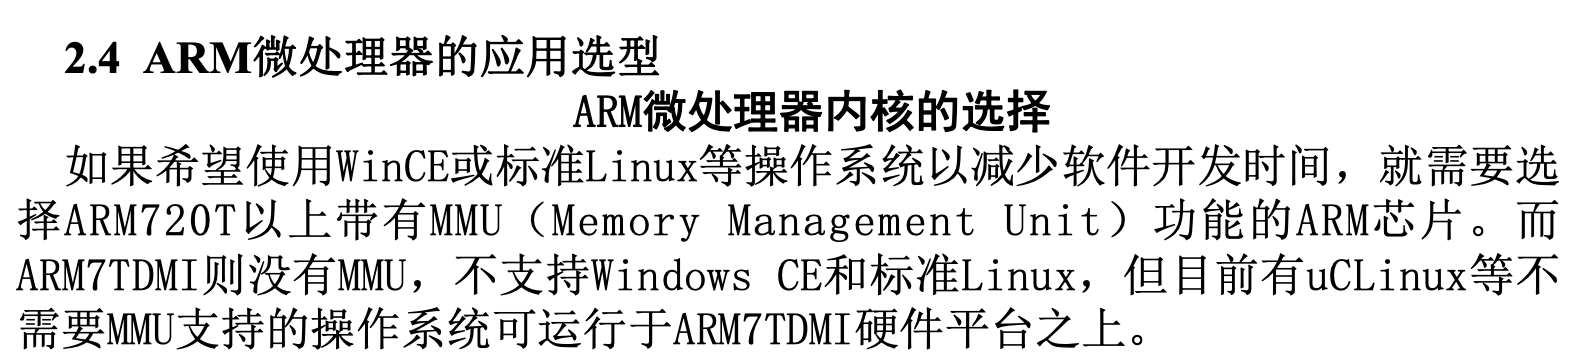 2.4 ARM微处理器的应用选型
ARM微处理器内核的选择
如果希望使用WinCE或标准Linux等操作系统以减少软件开发时间，就需要选
择ARM720T以上带有MMU（Memory Management Unit）功能的ARM芯片。而
ARM7TDMI则没有MMU，不支持Windows CE和标准Linux，但目前有uCLinux等不
需要MMU支持的操作系统可运行于ARM7TDMI硬件平台之上。